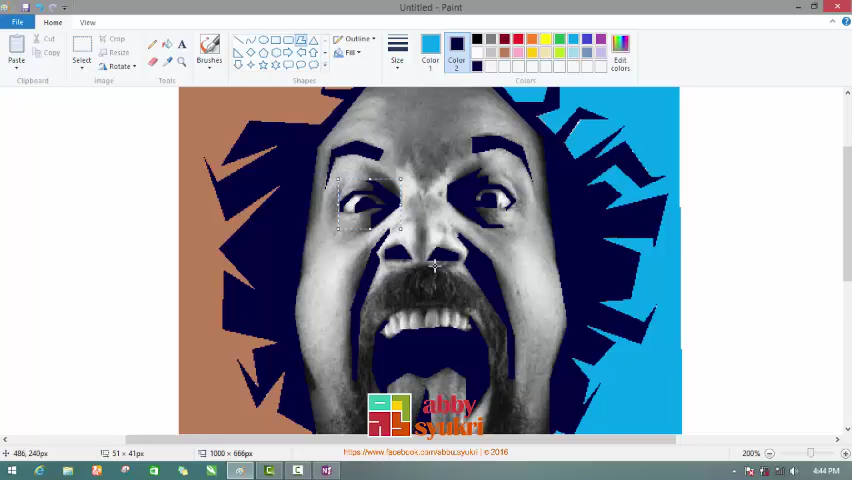 Untitled - Paint
File
Home
View
Paste
Cut
Copy
Clipboard
Select
Crop
Resize
Rotate
Image
Tools
Brushes
Shapes
Outline
Fill
Size
Color 1
Color 2
Edit colors
Colors
abby
syukri
https://www.facebook.com/abbu.syukri | © 2016
486, 240px
51 × 41px
1000 × 666px
200%
4:44 PM